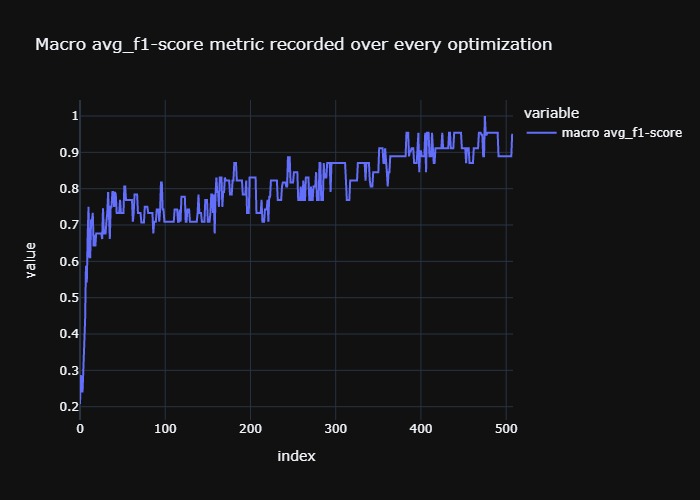 Macro avg_f1-score metric recorded over every optimization
variable
macro avg_f1-score
value
1
0.9
0.8
0.7
0.6
0.5
0.4
0.3
0.2
0 100 200 300 400 500
index